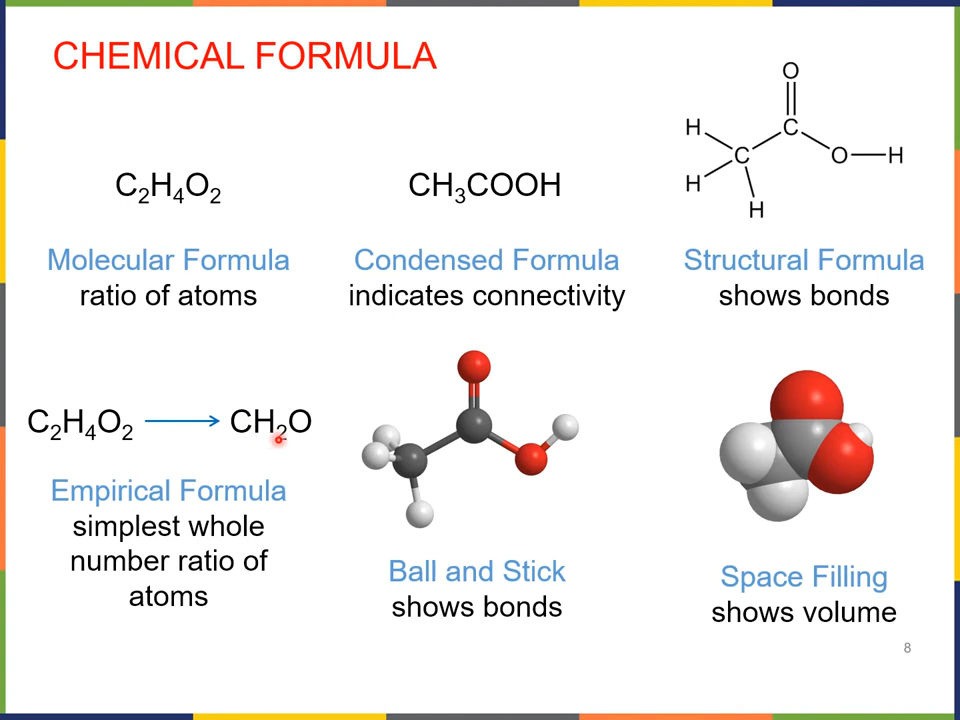 CHEMICAL FORMULA
C₂H₄O₂
Molecular Formula
ratio of atoms
CH₃COOH
Condensed Formula
indicates connectivity
O
H C
C O H
H
H
Structural Formula
shows bonds
C₂H₄O₂ → CH₂O
Empirical Formula
simplest whole
number ratio of
atoms
Ball and Stick
shows bonds
Space Filling
shows volume
8